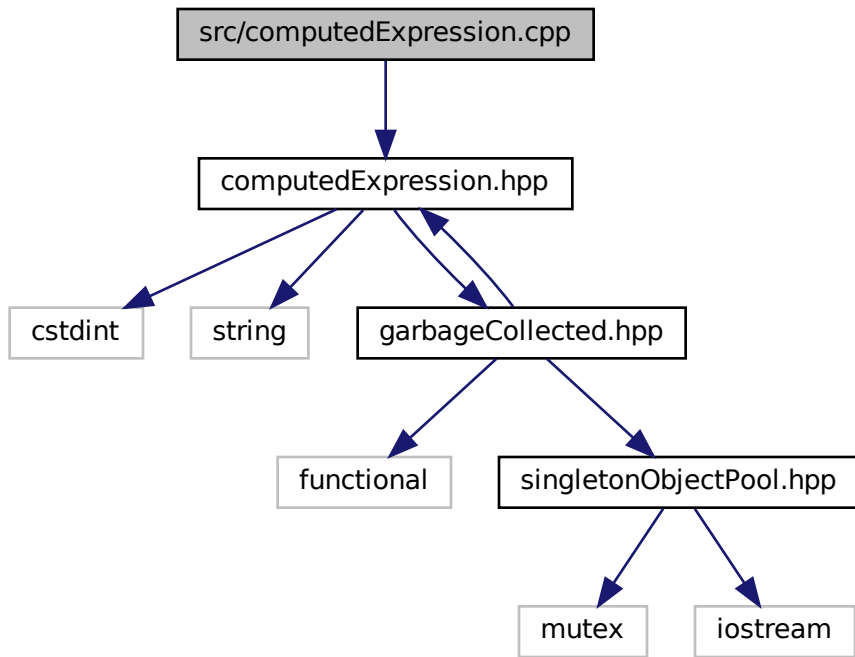 src/computedExpression.cpp
computedExpression.hpp
cstdint
string
garbageCollected.hpp
functional
singletonObjectPool.hpp
mutex
iostream